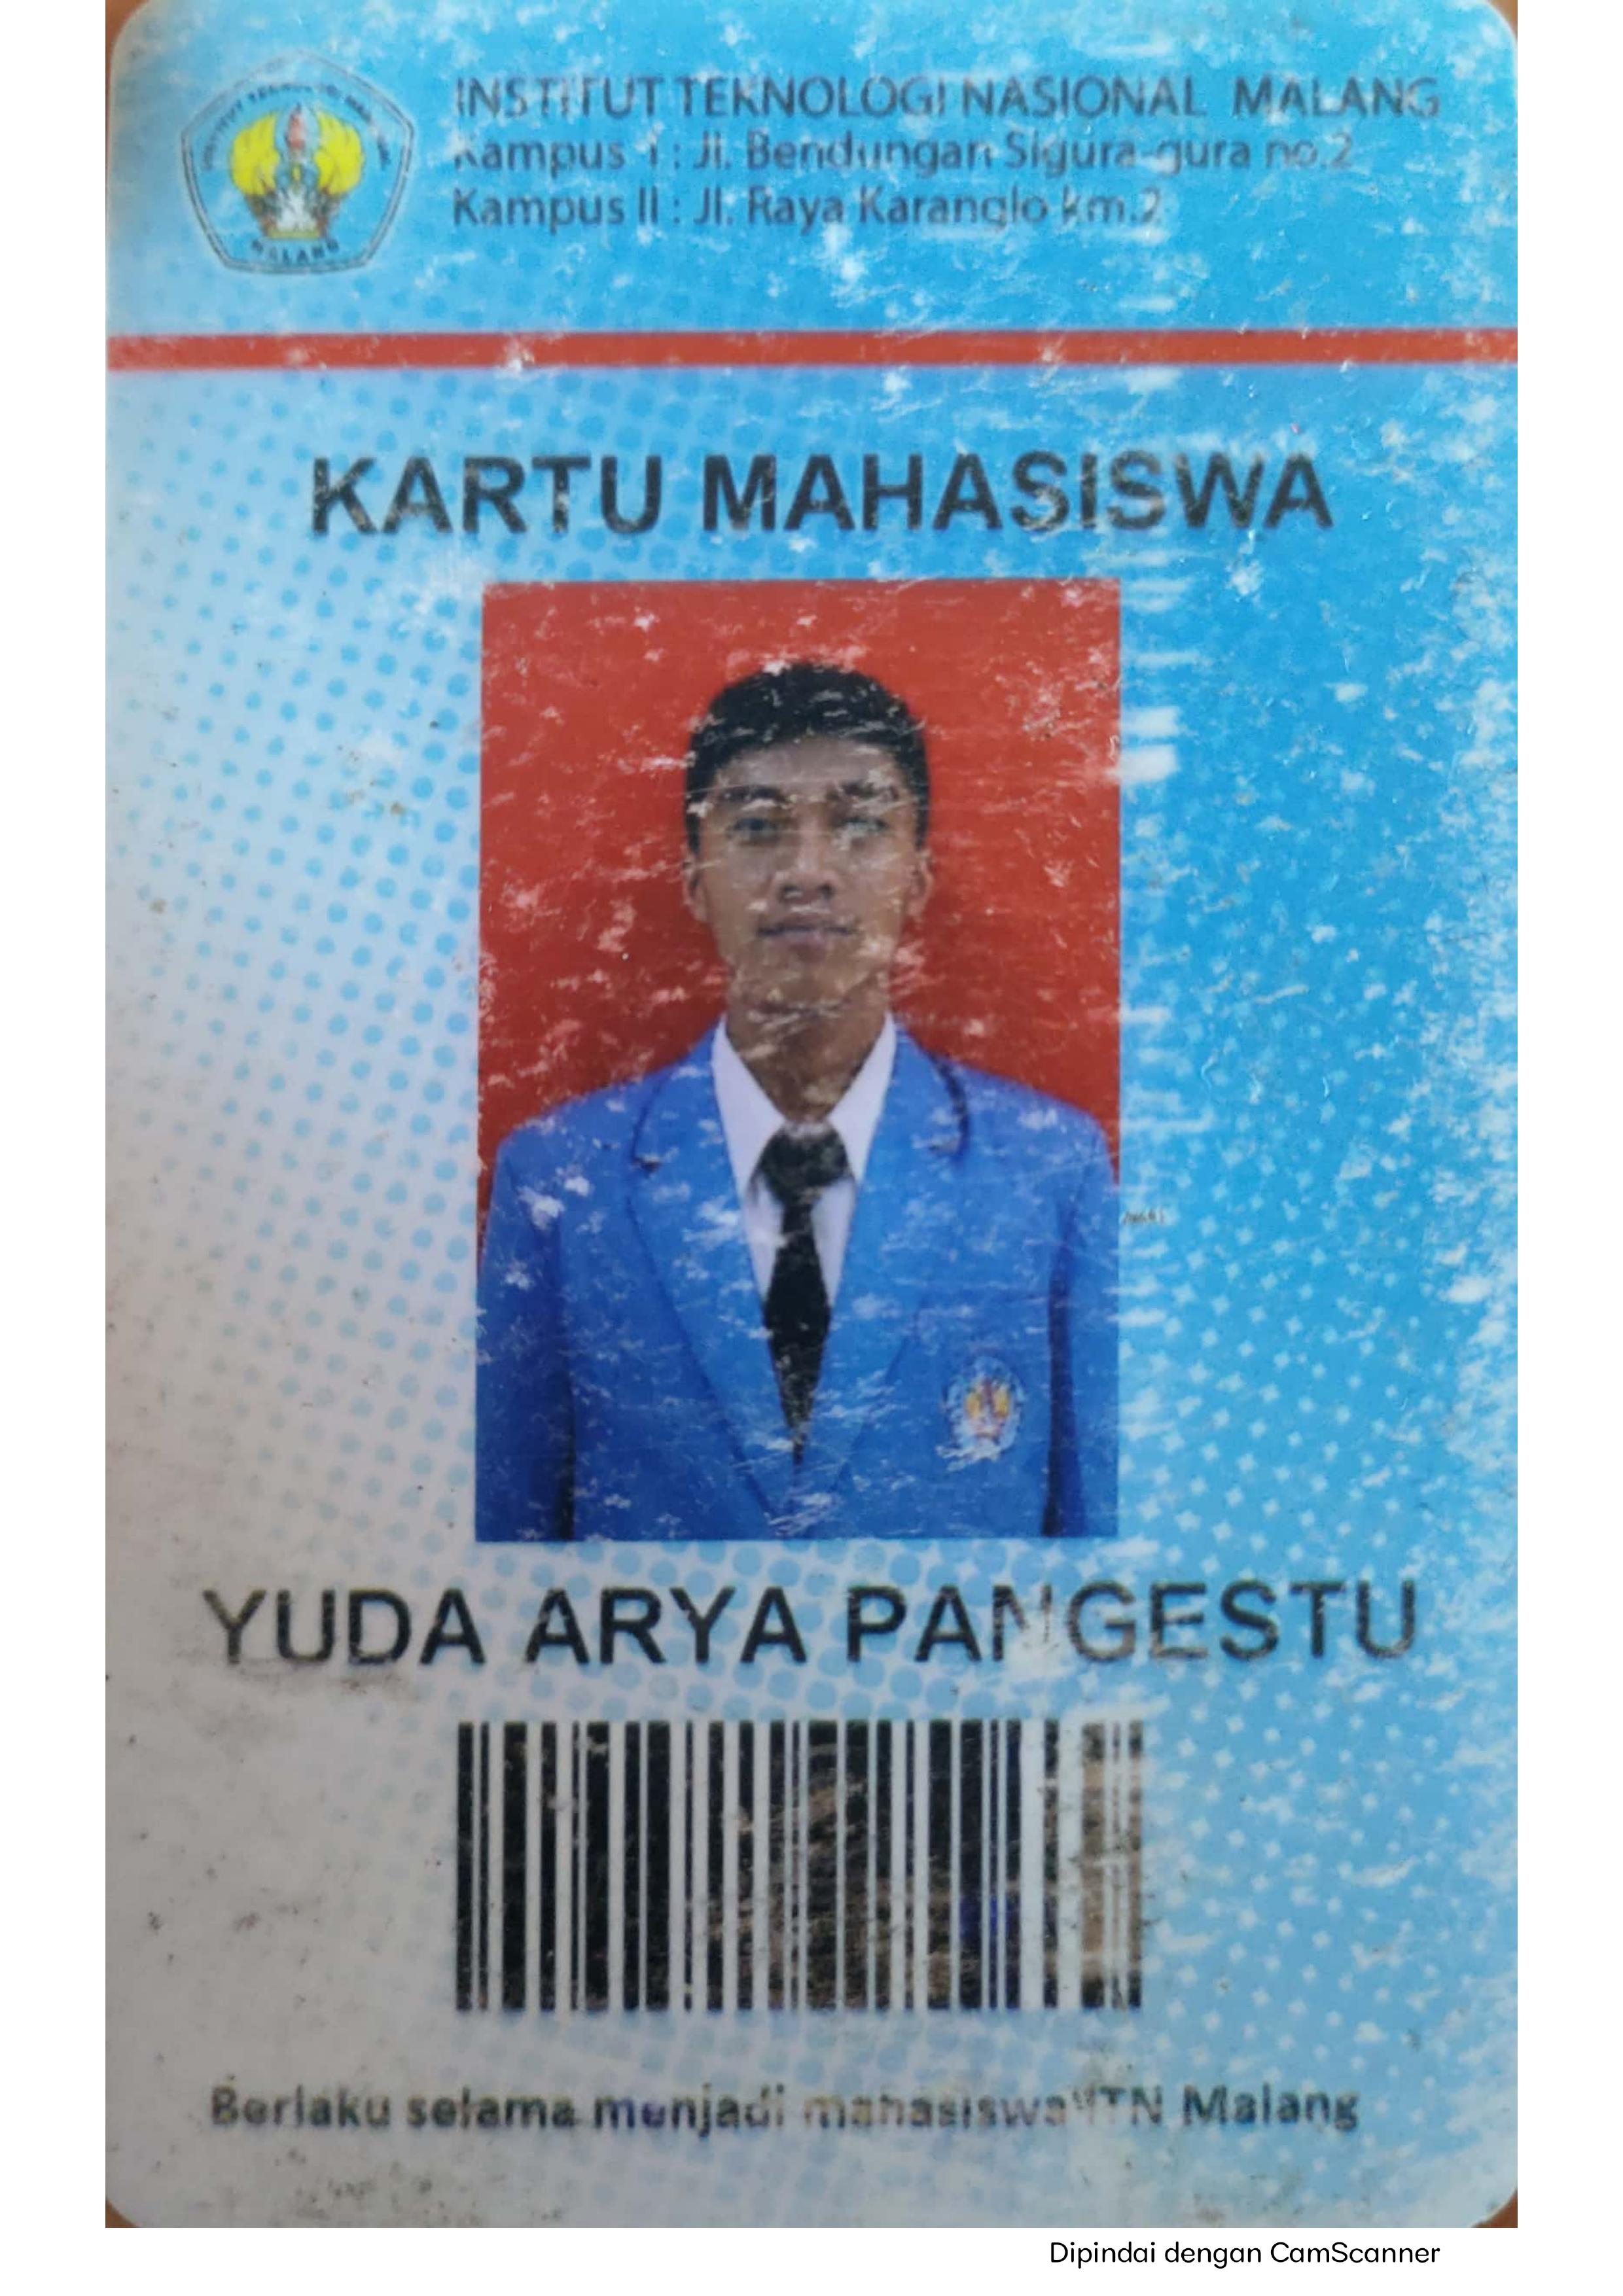 INSTITUT TEKNOLOGI NASIONAL MALANG
Kampus I : Jl. Bendungan Sigura-gura no.2
Kampus II : Jl. Raya Karanglo km.2
MALANG
KARTU MAHASISWA
YUDA ARYA PANGESTU
Berlaku selama menjadi mahasiswa ITN Malang
Dipindai dengan CamScanner